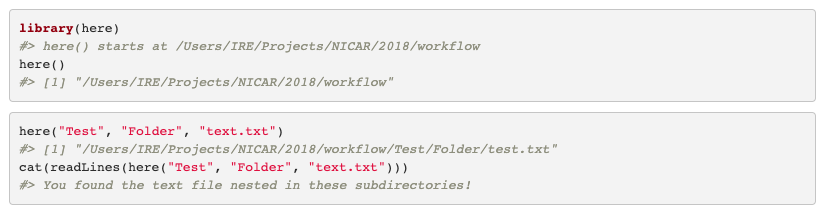 library(here)
#> here() starts at /Users/IRE/Projects/NICAR/2018/workflow
here()
#> [1] "/Users/IRE/Projects/NICAR/2018/workflow"
here("Test", "Folder", "text.txt")
#> [1] "/Users/IRE/Projects/NICAR/2018/workflow/Test/Folder/test.txt"
cat(readLines(here("Test", "Folder", "text.txt")))
#> You found the text file nested in these subdirectories!